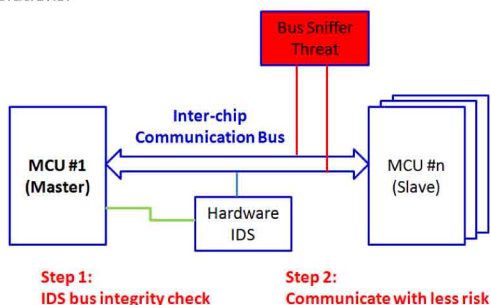 Bus Sniffer
Threat
Inter-chip
Communication Bus
MCU #1
(Master)
MCU #n
(Slave)
Hardware
IDS
Step 1:
IDS bus integrity check
Step 2:
Communicate with less risk